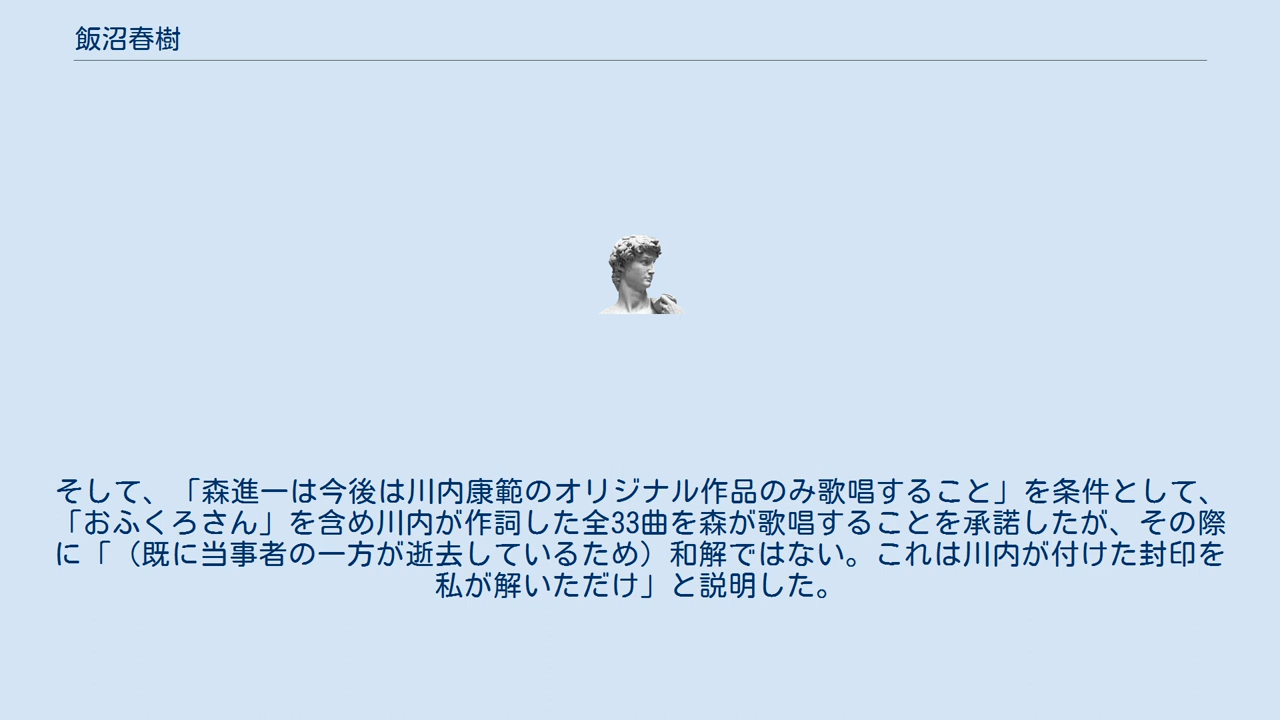 飯沼春樹
そして、「森進一は今後は川内康範のオリジナル作品のみ歌唱すること」を条件として、
「おふくろさん」を含め川内が作詞した全33曲を森が歌唱することを承諾したが、その際
に「（既に当事者の一方が逝去しているため）和解ではない。これは川内が付けた封印を
私が解いただけ」と説明した。